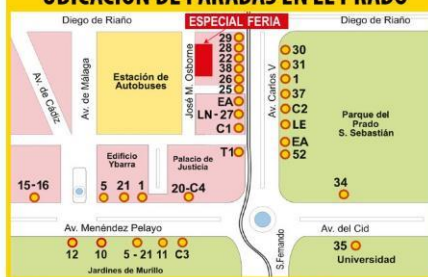 UBICACIÓN DE PARADAS EN EL PRADO
Diego de Riaño
ESPECIAL FERIA
Diego de Riaño
Av. de Cádiz
Av. de Málaga
Estación de
Autobuses
José M. Osborne
29
28
22
38
26
25
EA
LN-27
C1
T1
Av. Carlos V
30
31
1
37
C2
LE
EA
52
Parque del
Prado
S. Sebastián
Edificio
Ybarra
Palacio de
Justicia
15-16
5
21
1
20-C4
34
Av. Menéndez Pelayo
S.Fernando
Av. del Cid
12
10
5 - 21
11
C3
35
Universidad
Jardines de Murillo